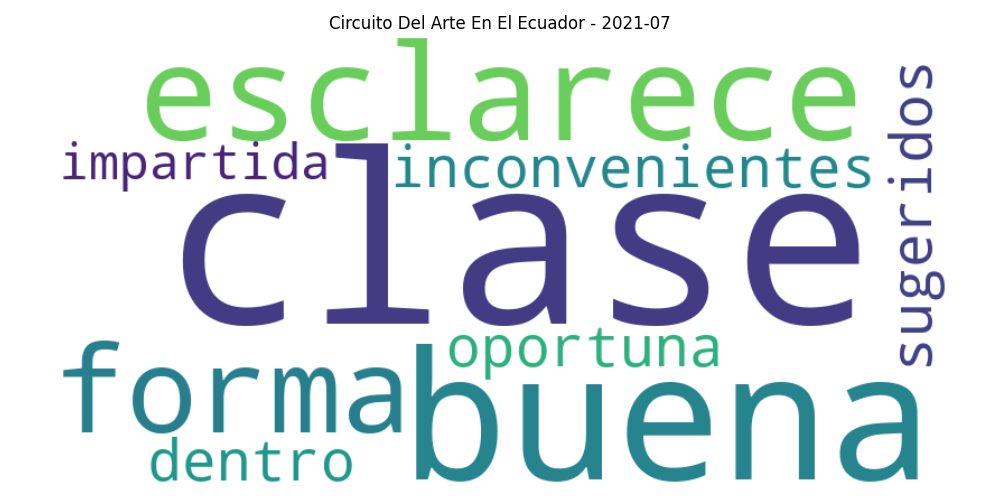 Circuito Del Arte En El Ecuador - 2021-07
esclarece
sugeridos
impartida
inconvenientes
clase
oportuna
forma
buena
dentro